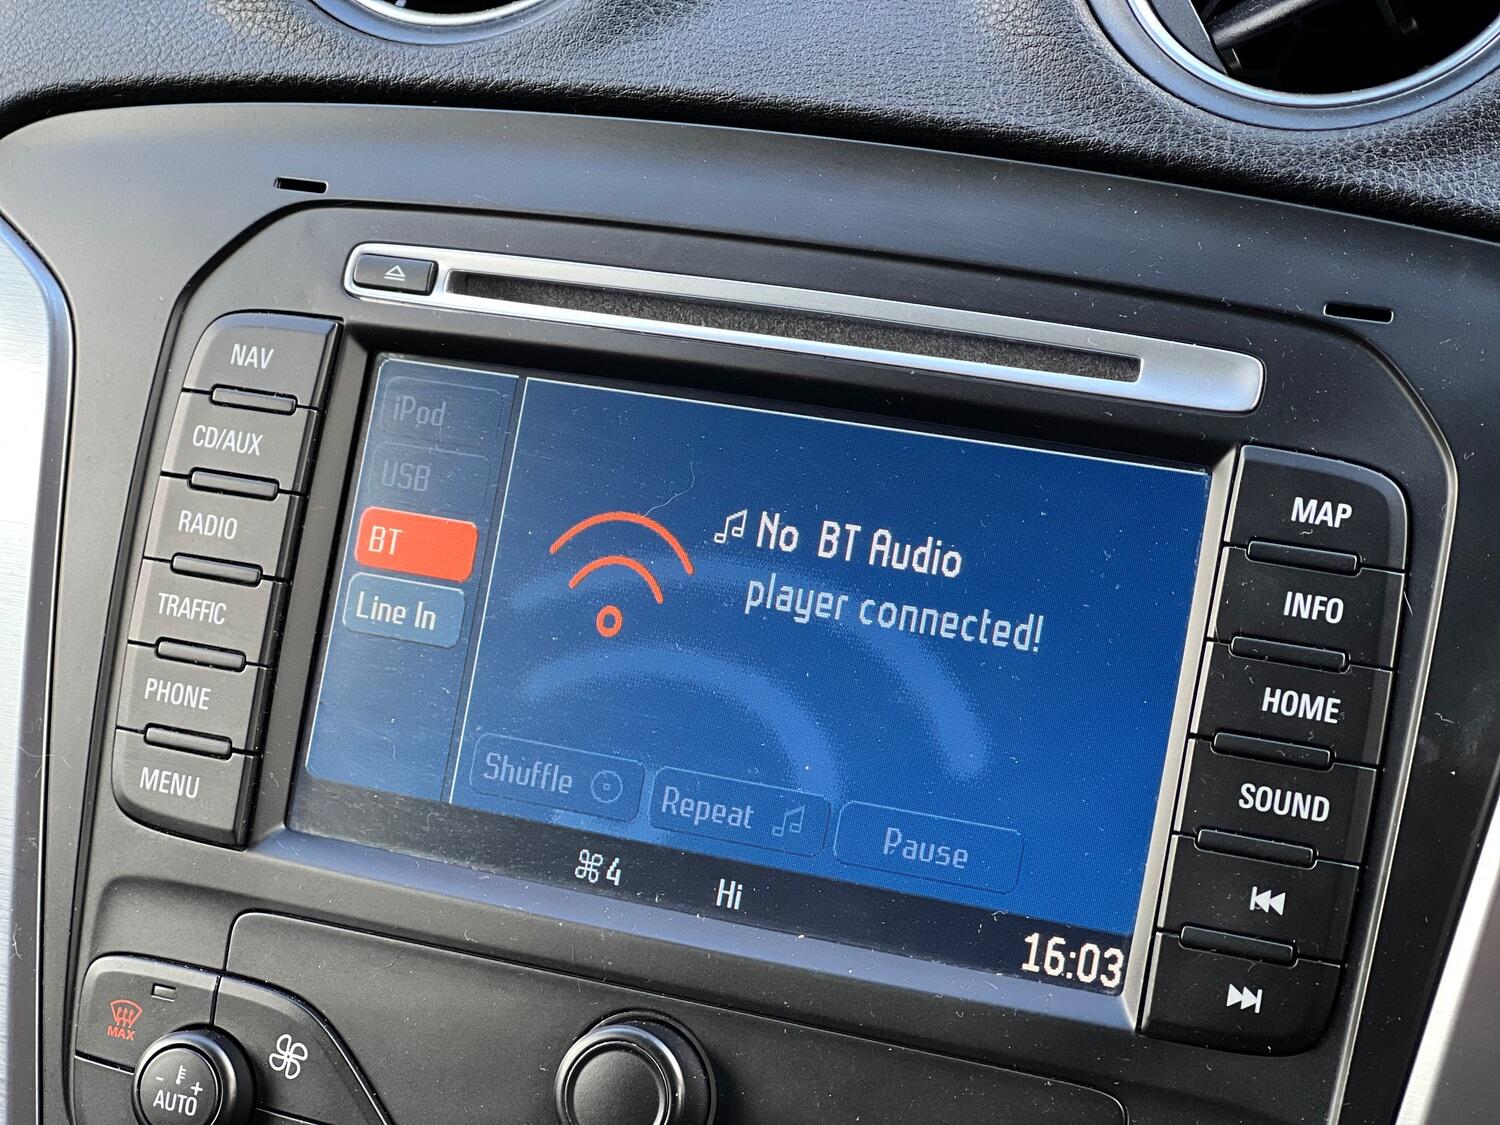 NAV
CD/AUX
RADIO
TRAFFIC
PHONE
MENU
iPod
USB
BT
Line In
No BT Audio
player connected!
Shuffle
Repeat
Pause
4
Hi
16:03
MAP
INFO
HOME
SOUND
MAX
- +
AUTO